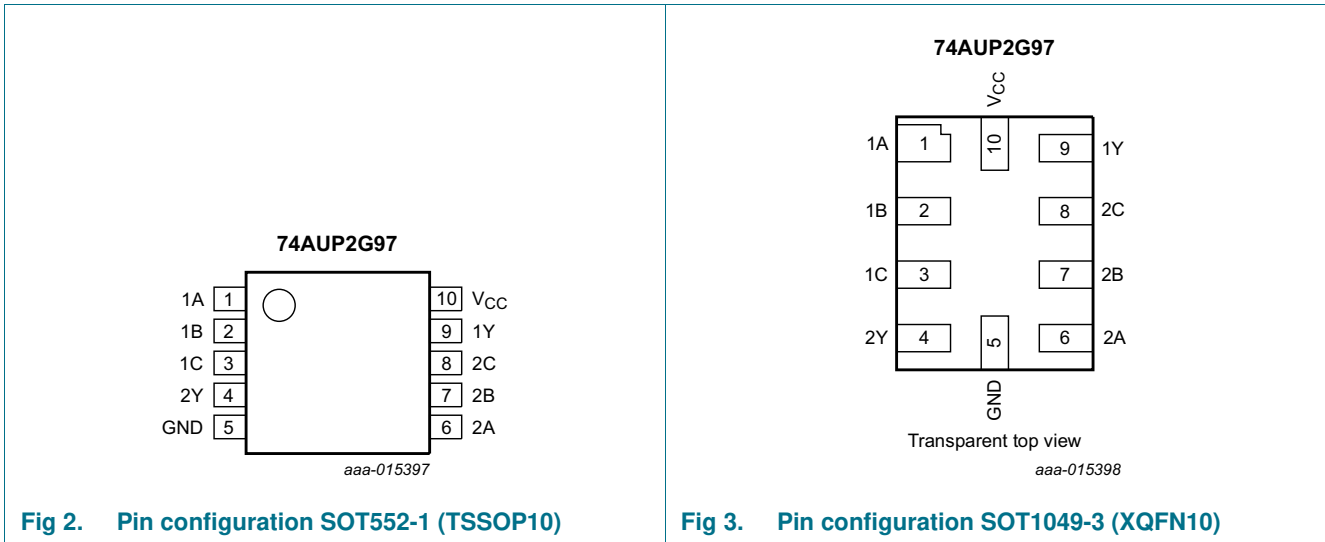 74AUP2G97
1A 1 10 VCC
1B 2 9 1Y
1C 3 8 2C
2Y 4 7 2B
GND 5 6 2A
aaa-015397
Fig 2. Pin configuration SOT552-1 (TSSOP10)
74AUP2G97
VCC
10
1A 1 9 1Y
1B 2 8 2C
1C 3 7 2B
2Y 4 6 2A
5
GND
Transparent top view
aaa-015398
Fig 3. Pin configuration SOT1049-3 (XQFN10)